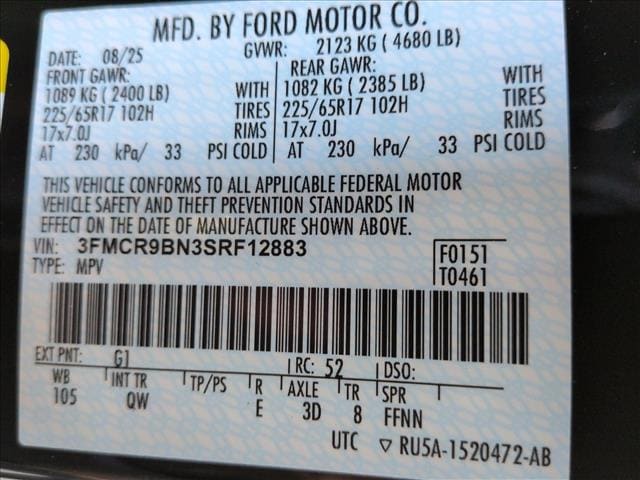 MFD. BY FORD MOTOR CO.
DATE: 08/25 GVWR: 2123 KG ( 4680 LB)
FRONT GAWR: REAR GAWR:
1089 KG ( 2400 LB) WITH 1082 KG ( 2385 LB) WITH
225/65R17 102H TIRES 225/65R17 102H TIRES
17x7.0J RIMS 17x7.0J RIMS
AT 230 kPa/ 33 PSI COLD AT 230 kPa/ 33 PSI COLD
THIS VEHICLE CONFORMS TO ALL APPLICABLE FEDERAL MOTOR
VEHICLE SAFETY AND THEFT PREVENTION STANDARDS IN
EFFECT ON THE DATE OF MANUFACTURE SHOWN ABOVE.
VIN: 3FMCR9BN3SRF12883 F0151
TYPE: MPV T0461
EXT PNT: G1 RC: 52 DSO:
WB INT TR TP/PS R AXLE TR SPR
105 QW E 3D 8 FFNN
UTC ▽ RU5A-1520472-AB